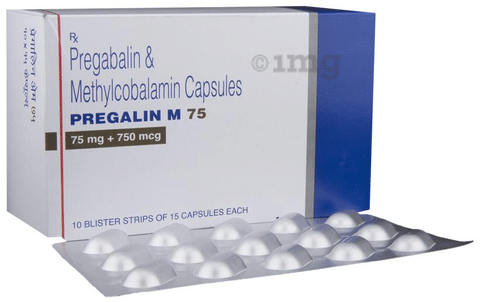 Rx
Pregabalin &
Methylcobalamin Capsules
PREGALIN M 75
75 mg + 750 mcg
10 BLISTER STRIPS OF 15 CAPSULES EACH
© 1mg